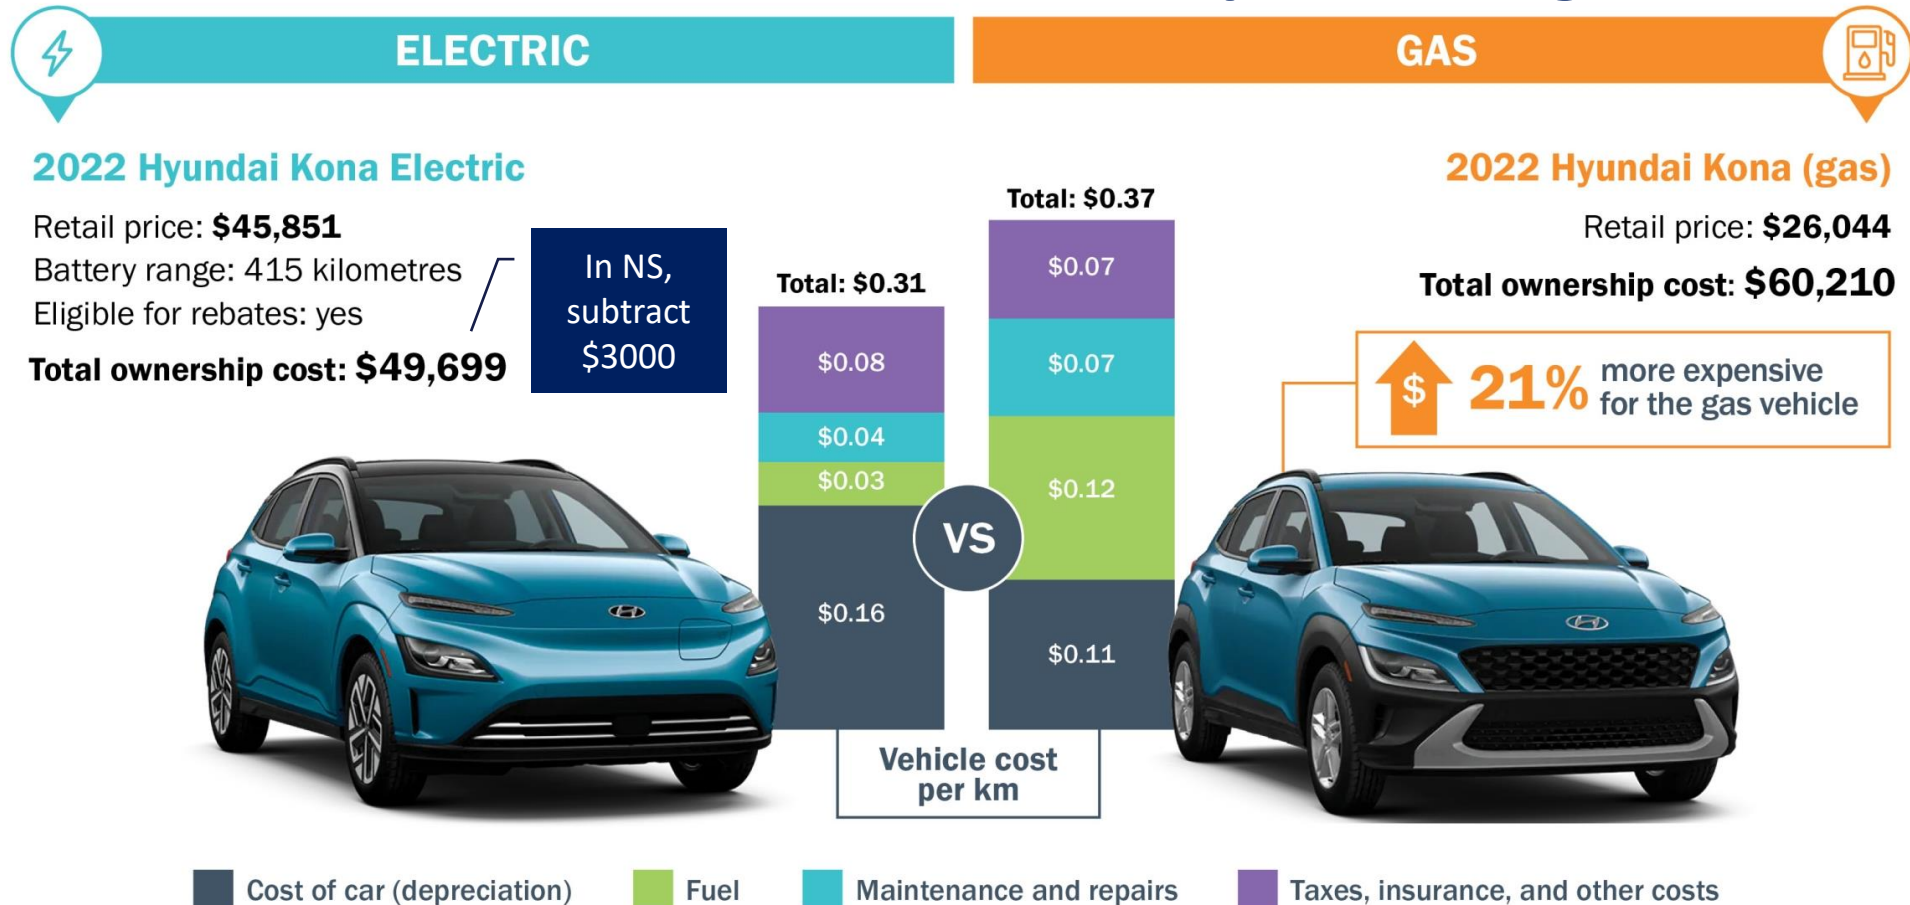 ELECTRIC
GAS
2022 Hyundai Kona Electric
Retail price: $45,851
Battery range: 415 kilometres
Eligible for rebates: yes
Total ownership cost: $49,699
In NS,
subtract
$3000
Total: $0.31
$0.08
$0.04
$0.03
$0.16
VS
Total: $0.37
$0.07
$0.07
$0.12
$0.11
Vehicle cost
per km
2022 Hyundai Kona (gas)
Retail price: $26,044
Total ownership cost: $60,210
$
21%
more expensive
for the gas vehicle
Cost of car (depreciation)
Fuel
Maintenance and repairs
Taxes, insurance, and other costs